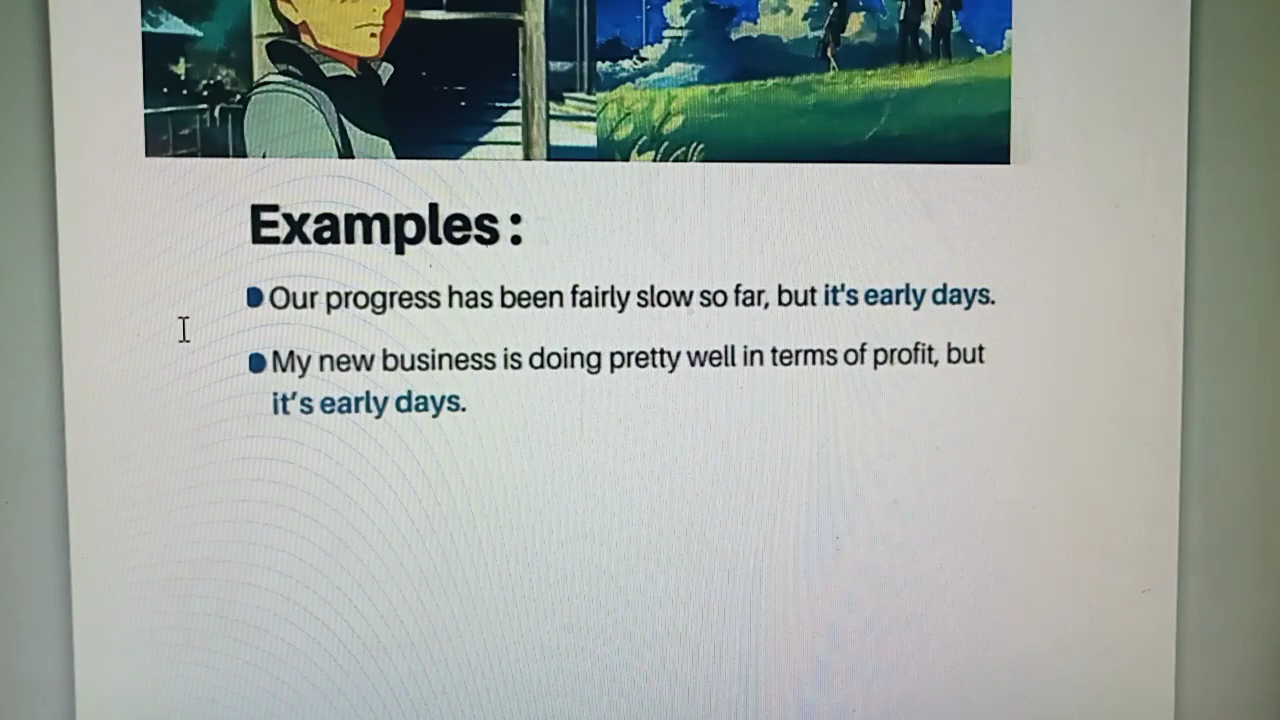 Examples:
Our progress has been fairly slow so far, but it's early days.
My new business is doing pretty well in terms of profit, but
it’s early days.